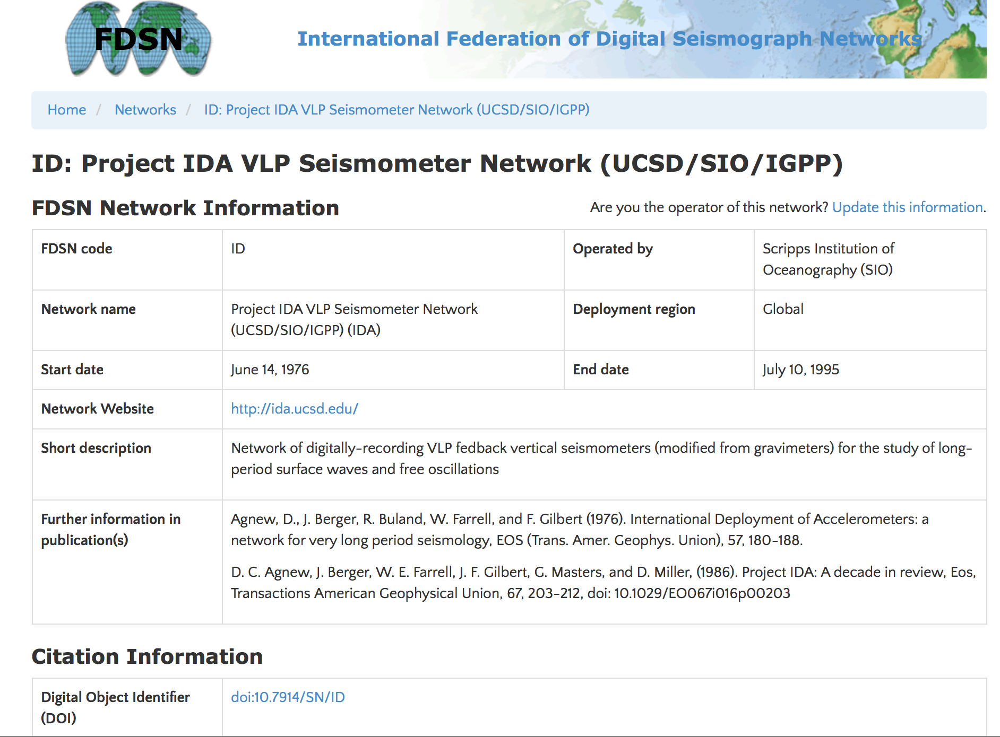 FDSN
International Federation of Digital Seismograph Networks
Home / Networks / ID: Project IDA VLP Seismometer Network (UCSD/SIO/IGPP)
ID: Project IDA VLP Seismometer Network (UCSD/SIO/IGPP)
FDSN Network Information
Are you the operator of this network? Update this information.
FDSN code
ID
Operated by
Scripps Institution of
Oceanography (SIO)
Network name
Project IDA VLP Seismometer Network
(UCSD/SIO/IGPP) (IDA)
Deployment region
Global
Start date
June 14, 1976
End date
July 10, 1995
Network Website
http://ida.ucsd.edu/
Short description
Network of digitally-recording VLP fedback vertical seismometers (modified from gravimeters) for the study of long-
period surface waves and free oscillations
Further information in
publication(s)
Agnew, D., J. Berger, R. Buland, W. Farrell, and F. Gilbert (1976). International Deployment of Accelerometers: a
network for very long period seismology, EOS (Trans. Amer. Geophys. Union), 57, 180-188.
D. C. Agnew, J. Berger, W. E. Farrell, J. F. Gilbert, G. Masters, and D. Miller, (1986). Project IDA: A decade in review, Eos,
Transactions American Geophysical Union, 67, 203-212, doi: 10.1029/EO067i016p00203
Citation Information
Digital Object Identifier
(DOI)
doi:10.7914/SN/ID